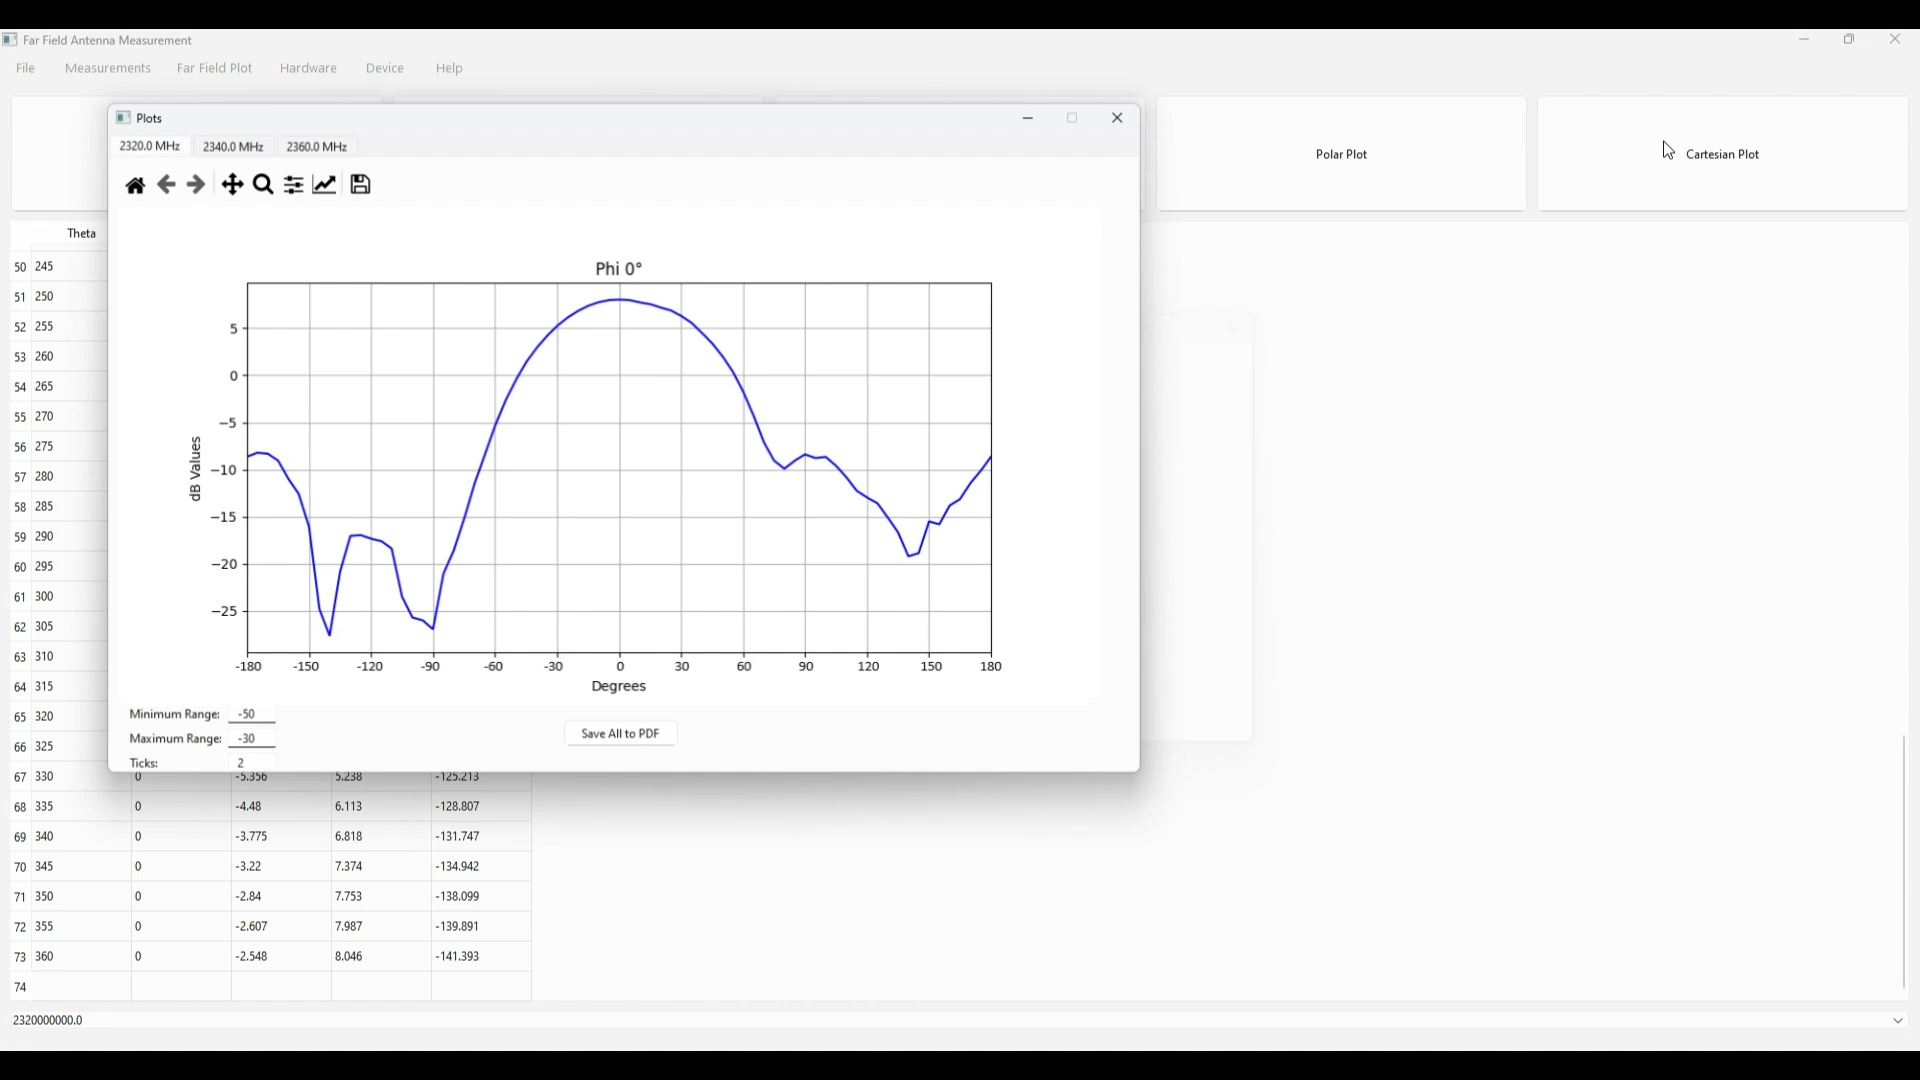 Far Field Antenna Measurement
File Measurements Far Field Plot Hardware Device Help
Plots
2320.0 MHz 2340.0 MHz 2360.0 MHz
Polar Plot
Cartesian Plot
Phi 0°
dB Values
5
0
−5
−10
−15
−20
−25
-180 -150 -120 -90 -60 -30 0 30 60 90 120 150 180
Degrees
Minimum Range: -50
Maximum Range: -30
Ticks: 2
Save All to PDF
Theta
50 245
51 250
52 255
53 260
54 265
55 270
56 275
57 280
58 285
59 290
60 295
61 300
62 305
63 310
64 315
65 320
66 325
67 330 0 -5.356 5.238 -125.213
68 335 0 -4.48 6.113 -128.807
69 340 0 -3.775 6.818 -131.747
70 345 0 -3.22 7.374 -134.942
71 350 0 -2.84 7.753 -138.099
72 355 0 -2.607 7.987 -139.891
73 360 0 -2.548 8.046 -141.393
74
2320000000.0